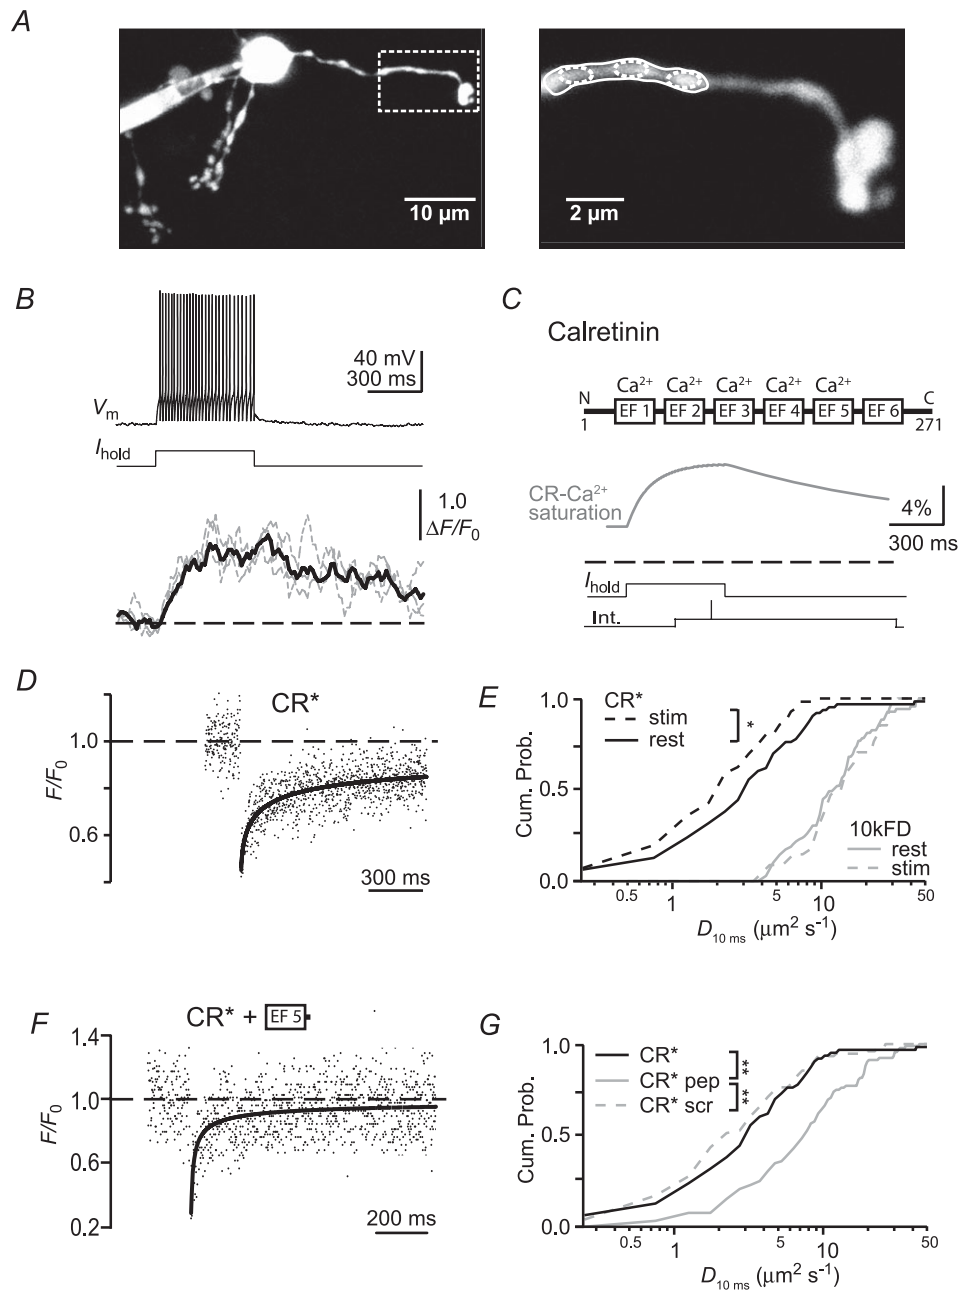 A
10 µm
2 µm
B
40 mV
300 ms
Vm
Ihold
1.0
ΔF/F0
C
Calretinin
Ca2+ Ca2+ Ca2+ Ca2+ Ca2+
N EF 1 EF 2 EF 3 EF 4 EF 5 EF 6 C
1 271
CR-Ca2+
saturation
4%
300 ms
Ihold
Int.
D
CR*
1.0
F/F0
0.6
300 ms
E
Cum. Prob.
1.0
0.5
0.0
CR*
stim
rest
*
10kFD
rest
stim
0.5 1 5 10 50
D10 ms (µm2 s-1)
F
CR* + EF 5
1.4
1.0
F/F0
0.6
0.2
200 ms
G
Cum. Prob.
1.0
0.5
0.0
CR*
CR* pep
CR* scr
**
**
0.5 1 5 10 50
D10 ms (µm2 s-1)